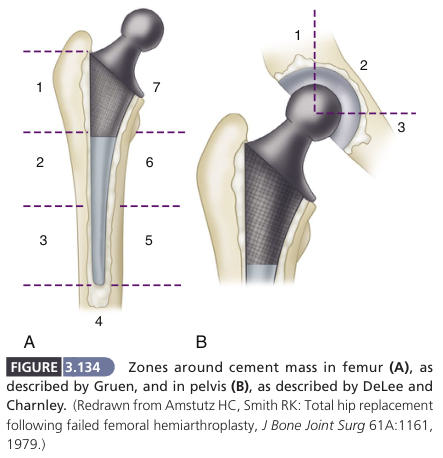 1
2
3
4
5
6
7
1
2
3
A
B
FIGURE 3.134 Zones around cement mass in femur (A), as
described by Gruen, and in pelvis (B), as described by DeLee and
Charnley. (Redrawn from Amstutz HC, Smith RK: Total hip replacement
following failed femoral hemiarthroplasty, J Bone Joint Surg 61A:1161,
1979.)